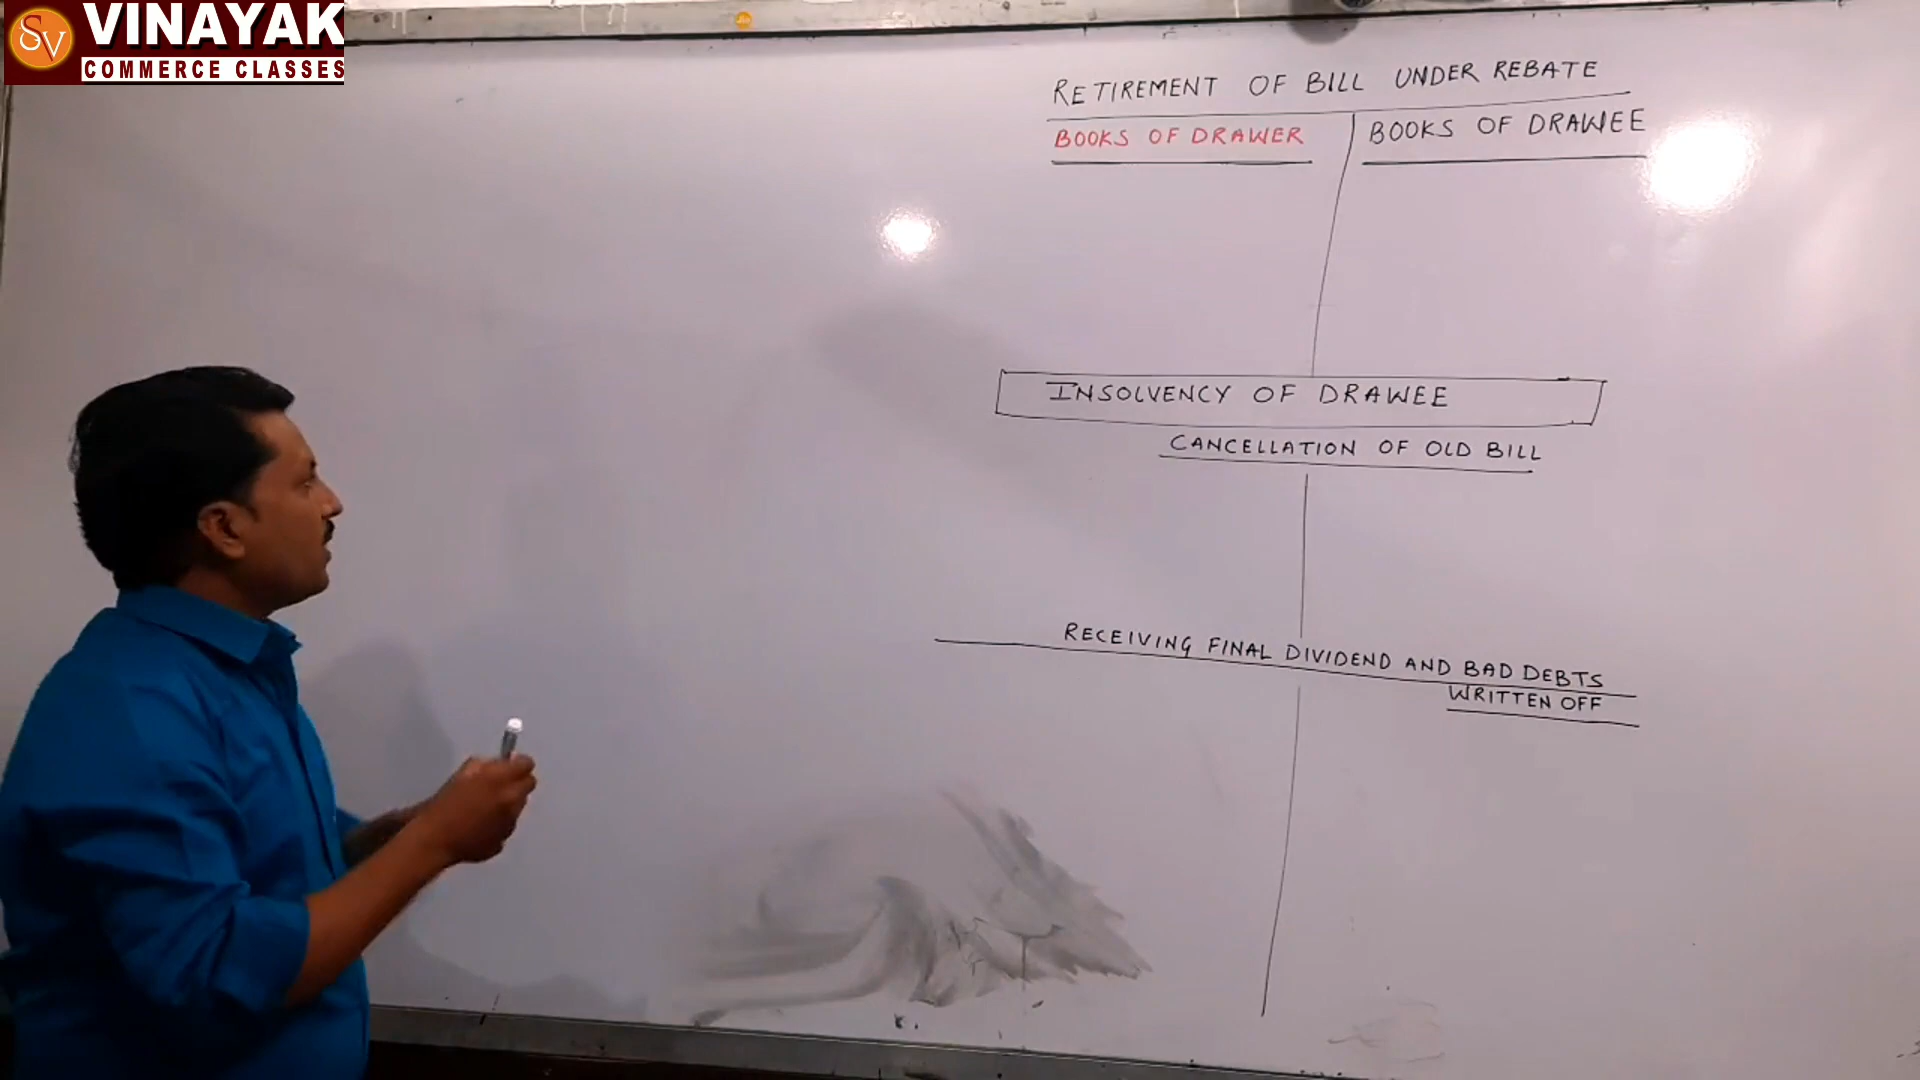 SV
VINAYAK
COMMERCE CLASSES
RETIREMENT OF BILL UNDER REBATE
BOOKS OF DRAWER
BOOKS OF DRAWEE
INSOLVENCY OF DRAWEE
CANCELLATION OF OLD BILL
RECEIVING FINAL DIVIDEND AND BAD DEBTS
WRITTEN OFF